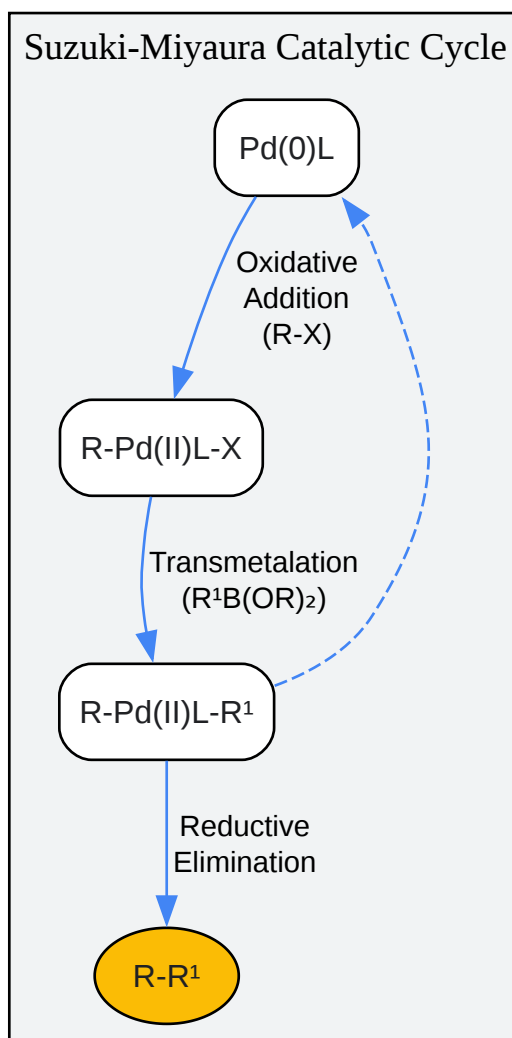 Suzuki-Miyaura Catalytic Cycle
Pd(0)L
Oxidative
Addition
(R-X)
R-Pd(II)L-X
Transmetalation
(R¹B(OR)₂)
R-Pd(II)L-R¹
Reductive
Elimination
R-R¹